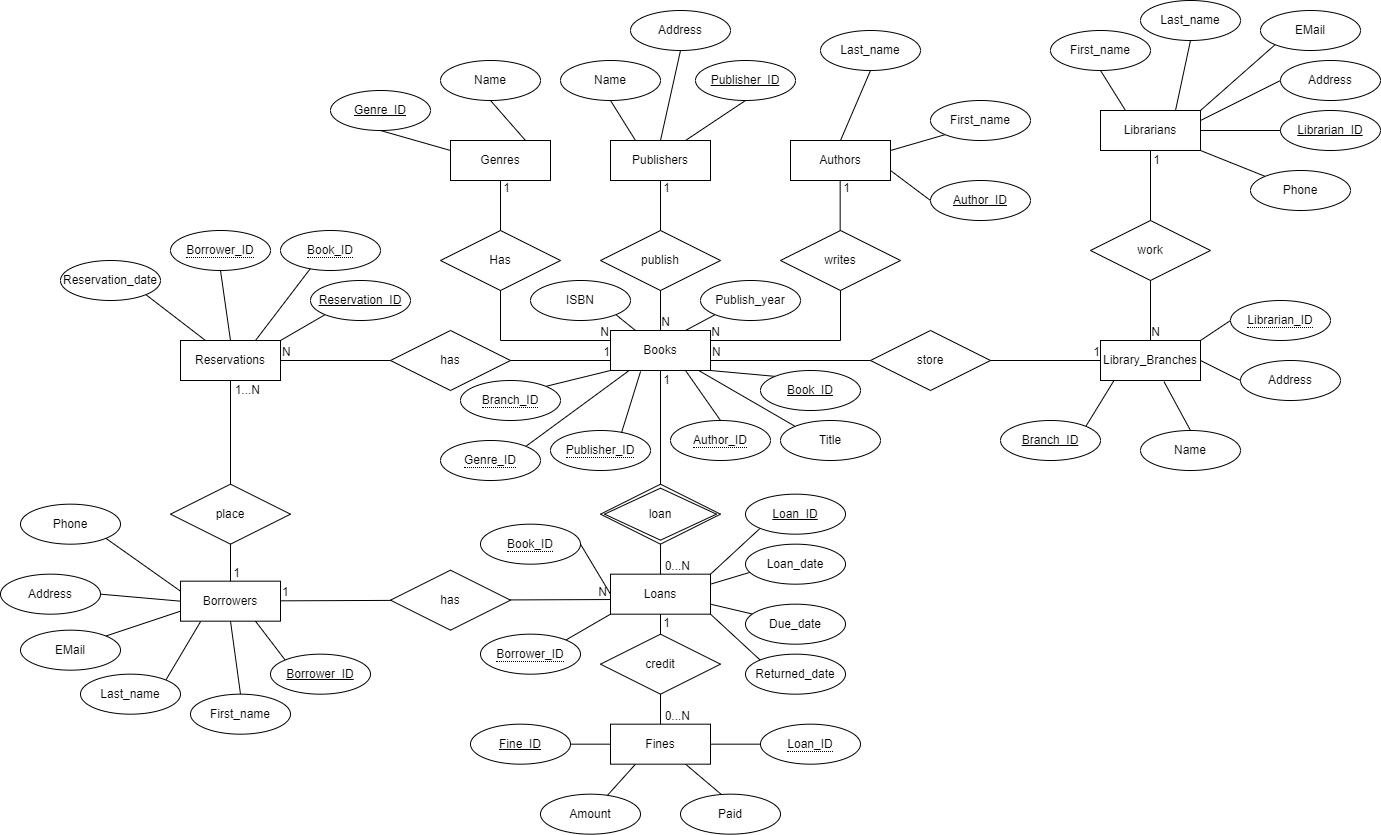 Last_name
Address
EMail
First_name
Last_name
Name
Name
Publisher_ID
Address
Genre_ID
First_name
Librarians
Librarian_ID
Genres
Publishers
Authors
1
1
1
1
Phone
Author_ID
Borrower_ID
Book_ID
work
Has
publish
writes
Reservation_date
Reservation_ID
ISBN
Publish_year
Librarian_ID
N
N
N
N
Reservations
N
has
1
Books
N
store
1
Library_Branches
1
Address
1...N
Branch_ID
Book_ID
Genre_ID
Publisher_ID
Author_ID
Title
Branch_ID
Name
place
loan
Loan_ID
Phone
Book_ID
Loan_date
1
0...N
Address
Borrowers
1
has
N
Loans
Due_date
1
EMail
Borrower_ID
credit
Returned_date
Last_name
First_name
Borrower_ID
0...N
Fine_ID
Fines
Loan_ID
Amount
Paid